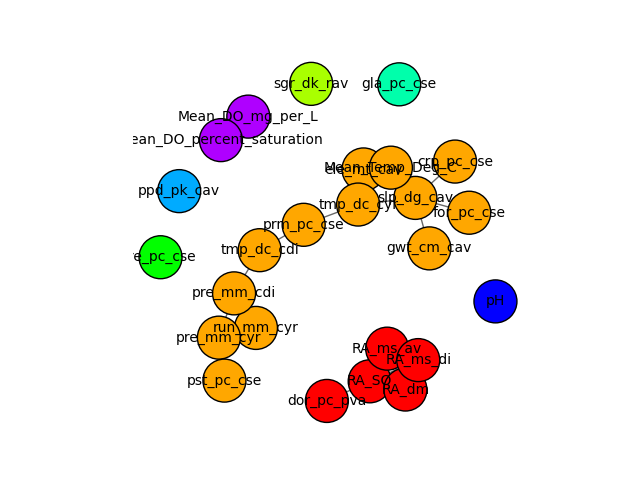 sgr_dk_rav
gla_pc_cse
Mean_DO_mg_per_L
ean_DO_percent_saturation
crp_pc_cse
Mean_Temp_Deg_C
ele_mt_cav
ppd_pk_cav
slp_dg_cav
tmp_dc_cyr
for_pc_cse
prm_pc_cse
tmp_dc_cdi
gwt_cm_cav
e_pc_cse
pre_mm_cdi
pH
run_mm_cyr
pre_mm_cyr
RA_ms_av
RA_ms_di
pst_pc_cse
RA_SO
RA_dm
dor_pc_pva